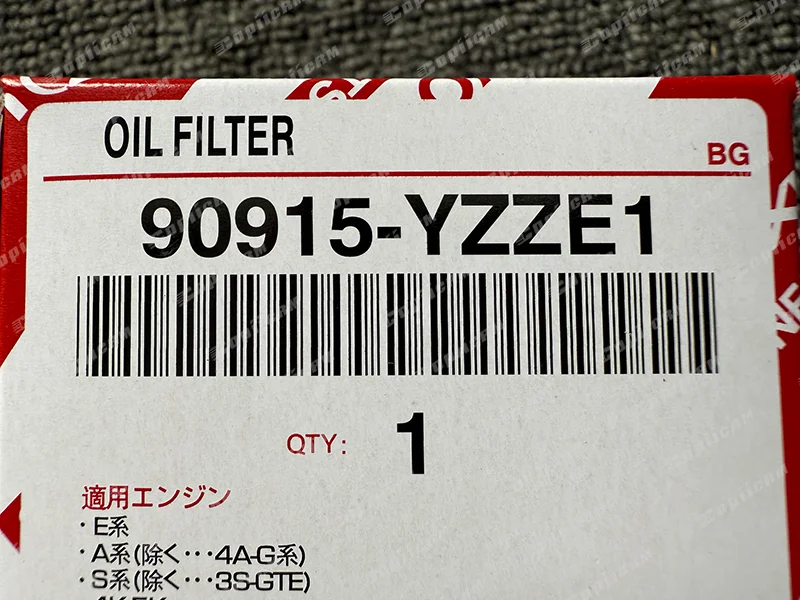 OIL FILTER
BG
90915-YZZE1
QTY: 1
適用エンジン
・E系
・A系(除く・・・4A-G系)
・S系(除く・・・3S-GTE)